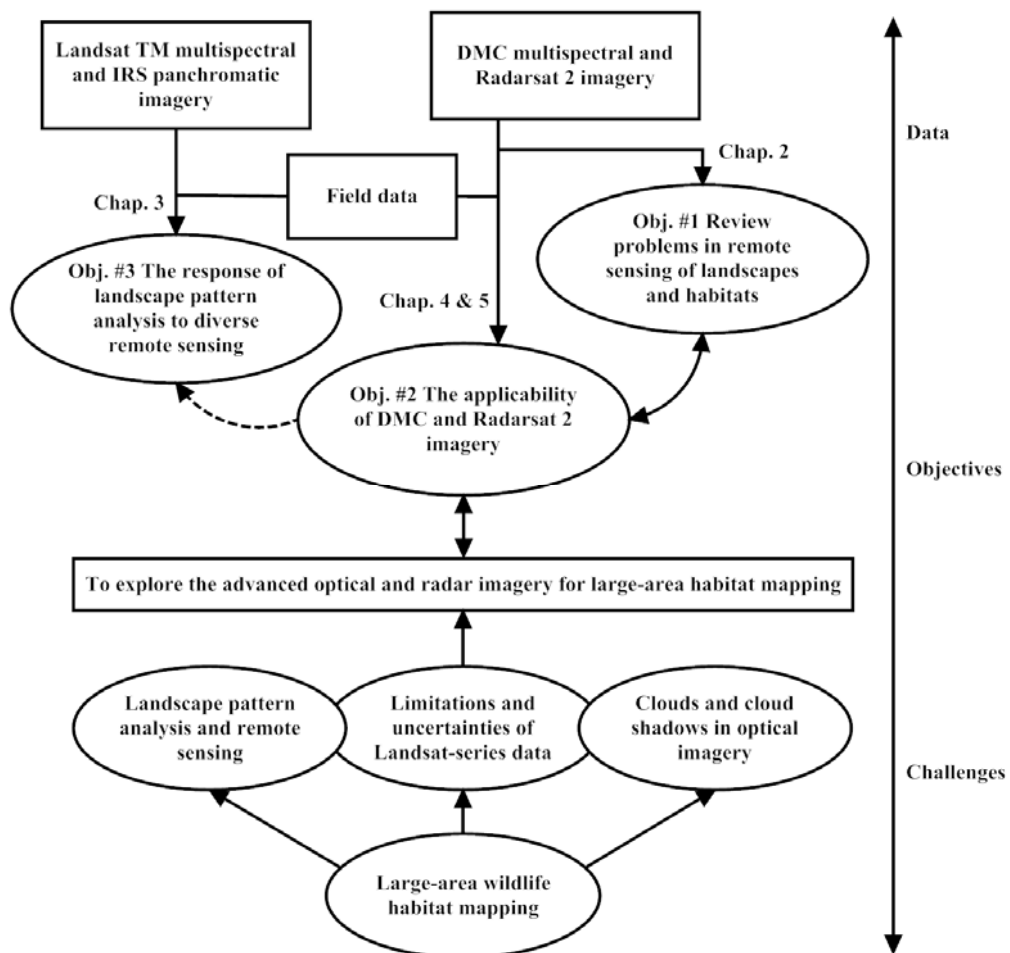 Landsat TM multispectral
and IRS panchromatic
imagery
DMC multispectral
and Radarsat 2 imagery
Data
Chap. 2
Field data
Chap. 3
Obj. #1 Review
problems in remote
sensing of landscapes
and habitats
Obj. #3 The response of
landscape pattern
analysis to diverse
remote sensing
Chap. 4 & 5
Obj. #2 The applicability
of DMC and Radarsat 2
imagery
Objectives
To explore the advanced optical and radar imagery for large-area habitat mapping
Landscape pattern
analysis and remote
sensing
Limitations and
uncertainties of
Landsat-series data
Clouds and cloud
shadows in optical
imagery
Challenges
Large-area wildlife
habitat mapping